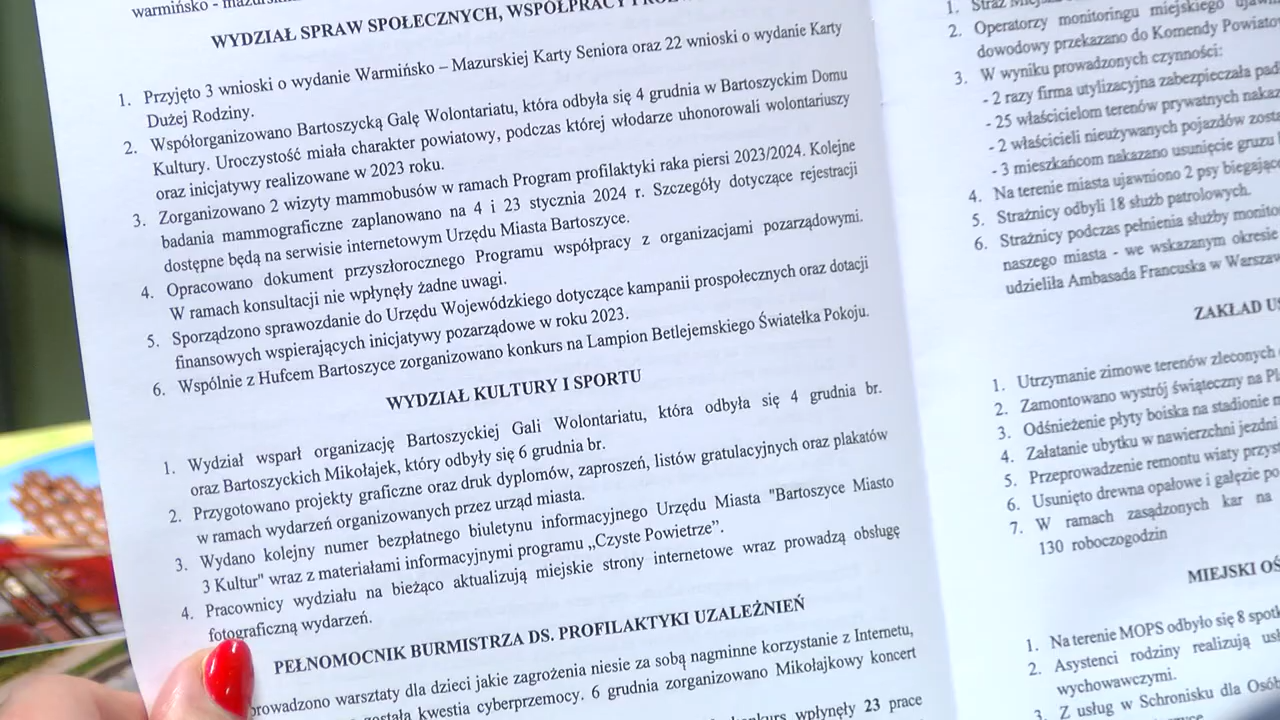 warmińsko -
WYDZIAŁ SPRAW SPOŁECZNYCH, WSPÓŁPRACY I
1. Przyjęto 3 wnioski o wydanie Warmińsko – Mazurskiej Karty Seniora oraz 22 wnioski o wydanie Karty
Dużej Rodziny.
2. Współorganizowano Bartoszycką Galę Wolontariatu, która odbyła się 4 grudnia w Bartoszyckim Domu
Kultury. Uroczystość miała charakter powiatowy, podczas której włodarze uhonorowali wolontariuszy
oraz inicjatywy realizowane w 2023 roku.
3. Zorganizowano 2 wizyty mammobusów w ramach Program profilaktyki raka piersi 2023/2024. Kolejne
badania mammograficzne zaplanowano na 4 i 23 stycznia 2024 r. Szczegóły dotyczące rejestracji
dostępne będą na serwisie internetowym Urzędu Miasta Bartoszyce.
4. Opracowano dokument przyszłorocznego Programu współpracy z organizacjami pozarządowymi.
W ramach konsultacji nie wpłynęły żadne uwagi.
5. Sporządzono sprawozdanie do Urzędu Wojewódzkiego dotyczące kampanii prospołecznych oraz dotacji
finansowych wspierających inicjatywy pozarządowe w roku 2023.
6. Wspólnie z Hufcem Bartoszyce zorganizowano konkurs na Lampion Betlejemskiego Światełka Pokoju.
WYDZIAŁ KULTURY I SPORTU
1. Wydział wsparł organizację Bartoszyckiej Gali Wolontariatu, która odbyła się 4 grudnia br.
oraz Bartoszyckich Mikołajek, który odbyły się 6 grudnia br.
2. Przygotowano projekty graficzne oraz druk dyplomów, zaproszeń, listów gratulacyjnych oraz plakatów
w ramach wydarzeń organizowanych przez urząd miasta.
3. Wydano kolejny numer bezpłatnego biuletynu informacyjnego Urzędu Miasta "Bartoszyce Miasto
3 Kultur" wraz z materiałami informacyjnymi programu „Czyste Powietrze”.
4. Pracownicy wydziału na bieżąco aktualizują miejskie strony internetowe wraz prowadzą obsługę
fotograficzną wydarzeń.
PEŁNOMOCNIK BURMISTRZA DS. PROFILAKTYKI UZALEŻNIEŃ
rowadzono warsztaty dla dzieci jakie zagrożenia niesie za sobą nagminne korzystanie z Internetu,
została kwestia cyberprzemocy. 6 grudnia zorganizowano Mikołajkowy koncert
wpłynęły 23 prace
1. Straż
2. Operatorzy monitoringu miejskiego
dowodowy przekazano do Komendy Powiato
3. W wyniku prowadzonych czynności:
- 2 razy firma utylizacyjna zabezpieczała pad
- 25 właścicielom terenów prywatnych nakaz
- 2 właścicieli nieużywanych pojazdów zosta
- 3 mieszkańcom nakazano usunięcie gruzu
4. Na terenie miasta ujawniono 2 psy biegając
5. Strażnicy odbyli 18 służb patrolowych.
6. Strażnicy podczas pełnienia służby monito
naszego miasta - we wskazanym okresie
udzieliła Ambasada Francuska w Warszaw
ZAKŁAD U
1. Utrzymanie zimowe terenów zleconych
2. Zamontowano wystrój świąteczny na Pl
3. Odśnieżenie płyty boiska na stadionie
4. Załatanie ubytku w nawierzchni jezdni
5. Przeprowadzenie remontu wiaty przyst
6. Usunięto drewna opałowe i gałęzie po
7. W ramach zasądzonych kar na
130 roboczogodzin
MIEJSKI OŚ
1. Na terenie MOPS odbyło się 8 spotk
2. Asystenci rodziny realizują
wychowawczymi.
3. Z usług w Schronisku dla Osób